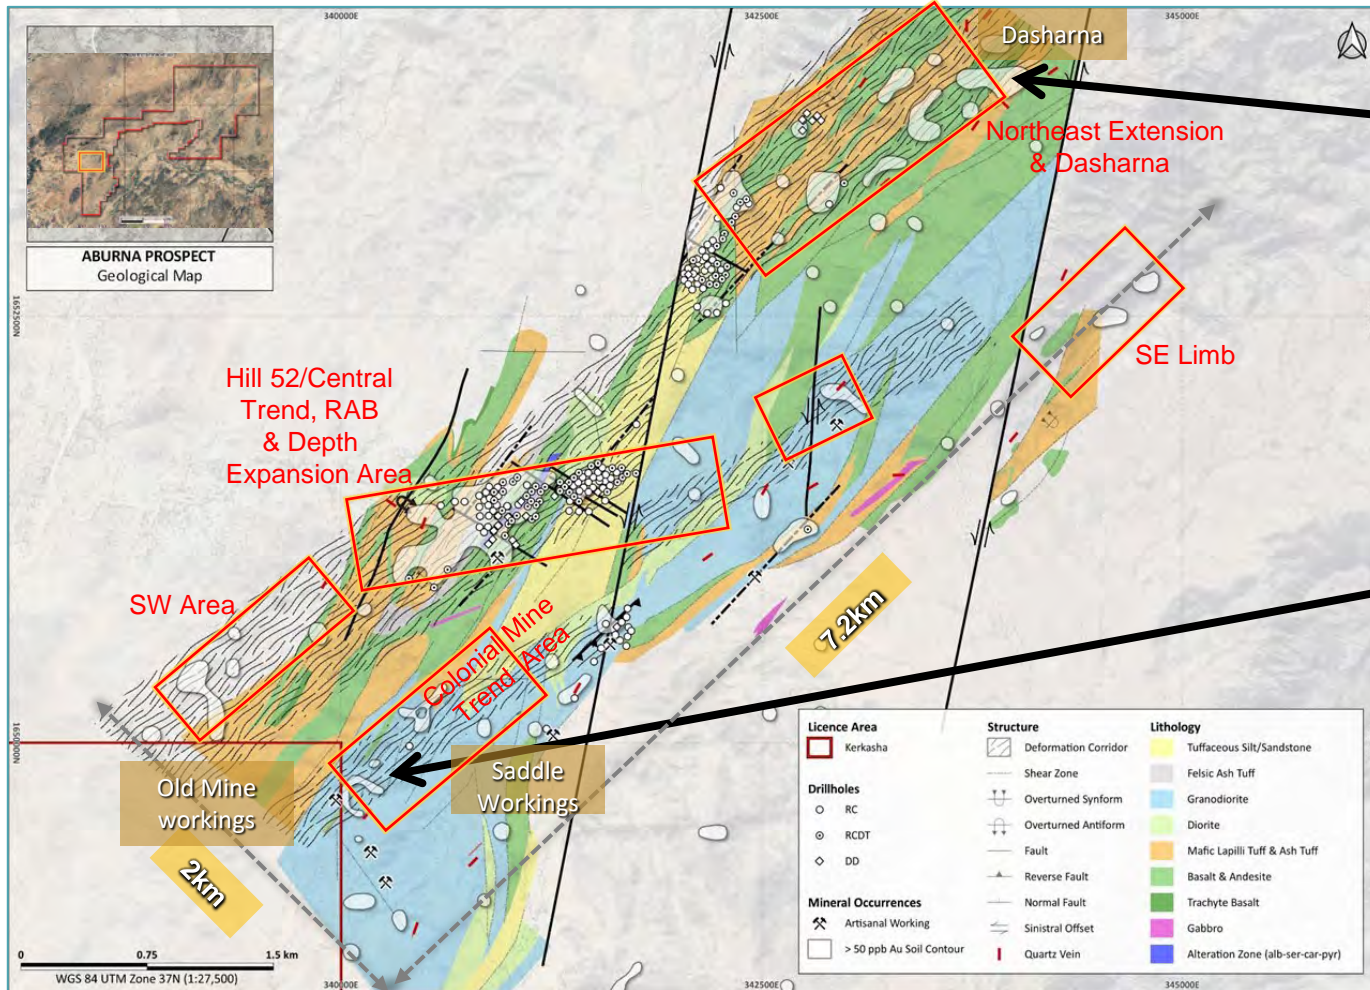 340000E
342500E
345000E
Dasharna
ABURNA PROSPECT
Geological Map
Northeast Extension
& Dasharna
1652500N
SE Limb
Hill 52/Central
Trend, RAB
& Depth
Expansion Area
SW Area
Colonial Mine
Trend Area
7.2km
1650000N
Old Mine
workings
Saddle
Workings
2km
Licence Area
Kerkasha
Drillholes
RC
RCDT
DD
Mineral Occurrences
Artisanal Working
> 50 ppb Au Soil Contour
Structure
Deformation Corridor
Shear Zone
Overturned Synform
Overturned Antiform
Fault
Reverse Fault
Normal Fault
Sinistral Offset
Quartz Vein
Lithology
Tuffaceous Silt/Sandstone
Felsic Ash Tuff
Granodiorite
Diorite
Mafic Lapilli Tuff & Ash Tuff
Basalt & Andesite
Trachyte Basalt
Gabbro
Alteration Zone (alb-ser-car-pyr)
0 0.75 1.5 km
WGS 84 UTM Zone 37N (1:27,500)
340000E
342500E
345000E